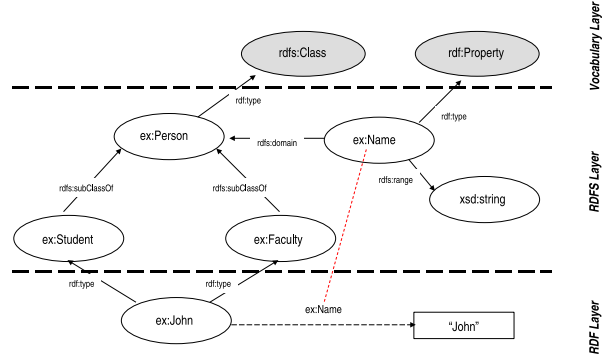 rdfs:Class
rdf:Property
Vocabulary Layer
rdf:type
rdf:type
ex:Person
rdfs:domain
ex:Name
rdfs:subClassOf
rdfs:subClassOf
rdfs:range
RDFS Layer
xsd:string
ex:Student
ex:Faculty
rdf:type
rdf:type
ex:Name
ex:John
“John”
RDF Layer